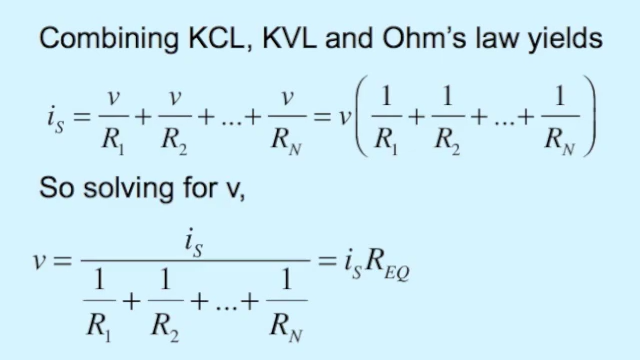 Combining KCL, KVL and Ohm's law yields
i_S = v/R_1 + v/R_2 + ...+ v/R_N = v(1/R_1 + 1/R_2 + ...+ 1/R_N)
So solving for v,
v = i_S/(1/R_1 + 1/R_2 + ...+ 1/R_N) = i_S R_EQ